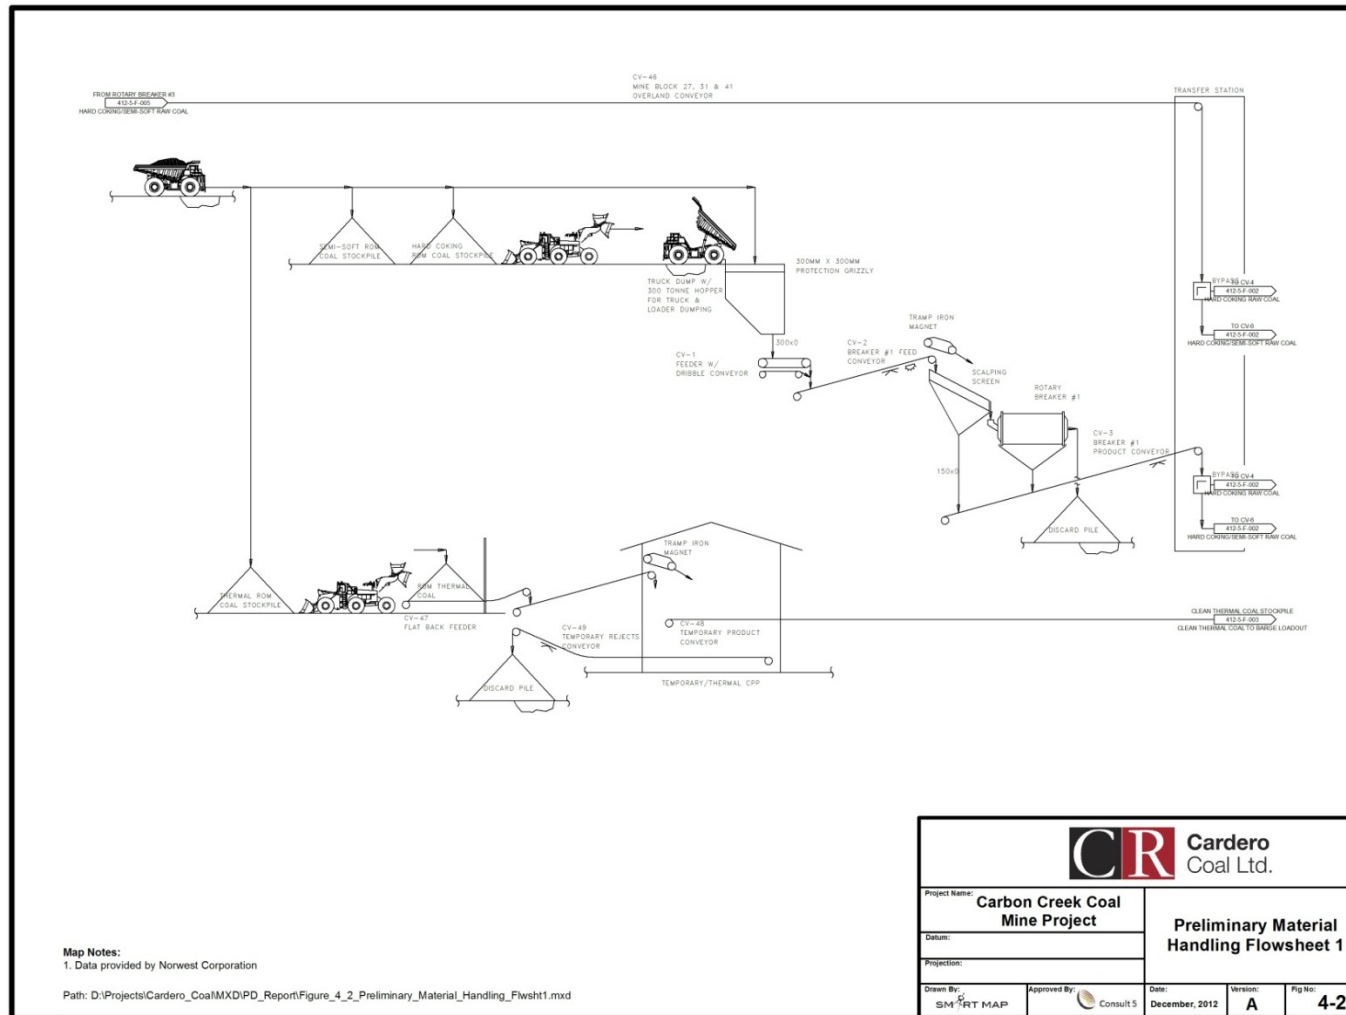 CV-46
MINE BLOCK 27, 31 & 41
OVERLAND CONVEYOR
FROM ROTARY BREAKER #3
412-5-F-005
HARD COKING/SEMI-SOFT RAW COAL
TRANSFER STATION
SEMI-SOFT ROM
COAL STOCKPILE
HARD COKING
ROM COAL STOCKPILE
TRUCK DUMP W/
300 TONNE HOPPER
FOR TRUCK &
LOADER DUMPING
300MM X 300MM
PROTECTION GRIZZLY
BYPASS
TO CV-4
412-5-F-002
HARD COKING RAW COAL
TO CV-6
412-5-F-002
HARD COKING/SEMI-SOFT RAW COAL
300x0
CV-1
FEEDER W/
DRIBBLE CONVEYOR
CV-2
BREAKER #1 FEED
CONVEYOR
TRAMP IRON
MAGNET
SCALPING
SCREEN
ROTARY
BREAKER #1
CV-3
BREAKER #1
PRODUCT CONVEYOR
150x0
BYPASS
TO CV-4
412-5-F-002
HARD COKING RAW COAL
TO CV-6
412-5-F-002
HARD COKING/SEMI-SOFT RAW COAL
DISCARD PILE
TRAMP IRON
MAGNET
THERMAL ROM
COAL STOCKPILE
ROM THERMAL
COAL
CV-47
FLAT BACK FEEDER
CV-49
TEMPORARY REJECTS
CONVEYOR
CV-48
TEMPORARY PRODUCT
CONVEYOR
CLEAN THERMAL COAL STOCKPILE
412-5-F-003
CLEAN THERMAL COAL TO BARGE LOADOUT
DISCARD PILE
TEMPORARY/THERMAL CPP
CR
Cardero
Coal Ltd.
Project Name:
Carbon Creek Coal
Mine Project
Datum:
Projection:
Preliminary Material
Handling Flowsheet 1
Drawn By:
SMART MAP
Approved By:
Consult 5
Date:
December, 2012
Version:
A
Fig No:
4-2
Map Notes:
1. Data provided by Norwest Corporation
Path: D:\Projects\Cardero_Coal\MXD\PD_Report\Figure_4_2_Preliminary_Material_Handling_Flwsht1.mxd